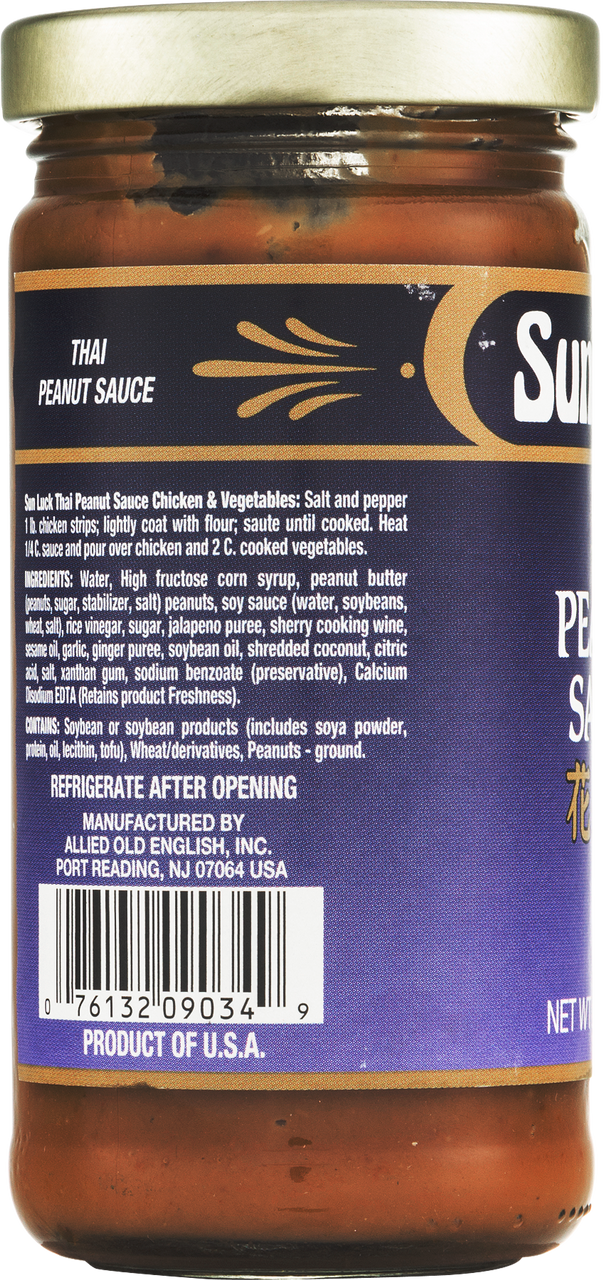 THAI
PEANUT SAUCE
Sun
Sun Luck Thai Peanut Sauce Chicken & Vegetables: Salt and pepper
1 lb. chicken strips; lightly coat with flour; saute until cooked. Heat
1/4 C. sauce and pour over chicken and 2 C. cooked vegetables.
INGREDIENTS: Water, High fructose corn syrup, peanut butter
(peanuts, sugar, stabilizer, salt) peanuts, soy sauce (water, soybeans,
wheat, salt), rice vinegar, sugar, jalapeno puree, sherry cooking wine,
sesame oil, garlic, ginger puree, soybean oil, shredded coconut, citric
acid, salt, xanthan gum, sodium benzoate (preservative), Calcium
Disodium EDTA (Retains product Freshness).
CONTAINS: Soybean or soybean products (includes soya powder,
protein, oil, lecithin, tofu), Wheat/derivatives, Peanuts - ground.
REFRIGERATE AFTER OPENING
MANUFACTURED BY
ALLIED OLD ENGLISH, INC.
PORT READING, NJ 07064 USA
0 76132 09034 9
PRODUCT OF U.S.A.
PE
SA
花
NET WT